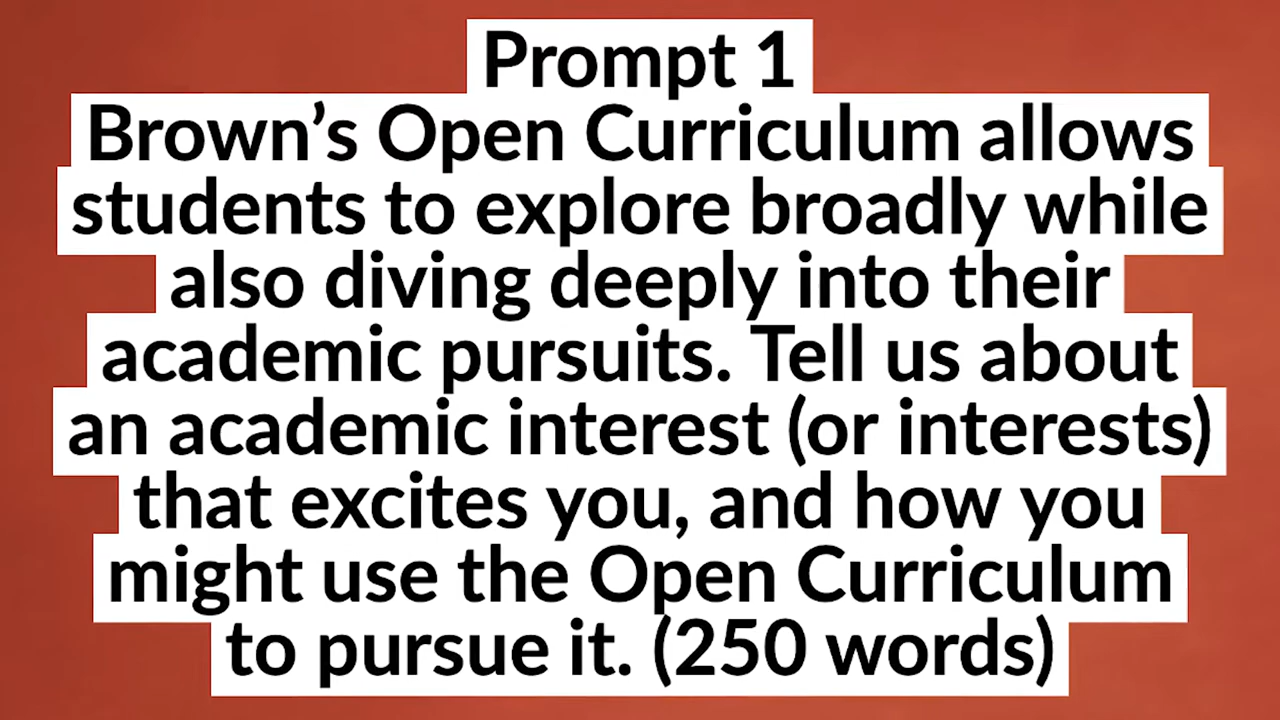 Prompt 1
Brown’s Open Curriculum allows
students to explore broadly while
also diving deeply into their
academic pursuits. Tell us about
an academic interest (or interests)
that excites you, and how you
might use the Open Curriculum
to pursue it. (250 words)